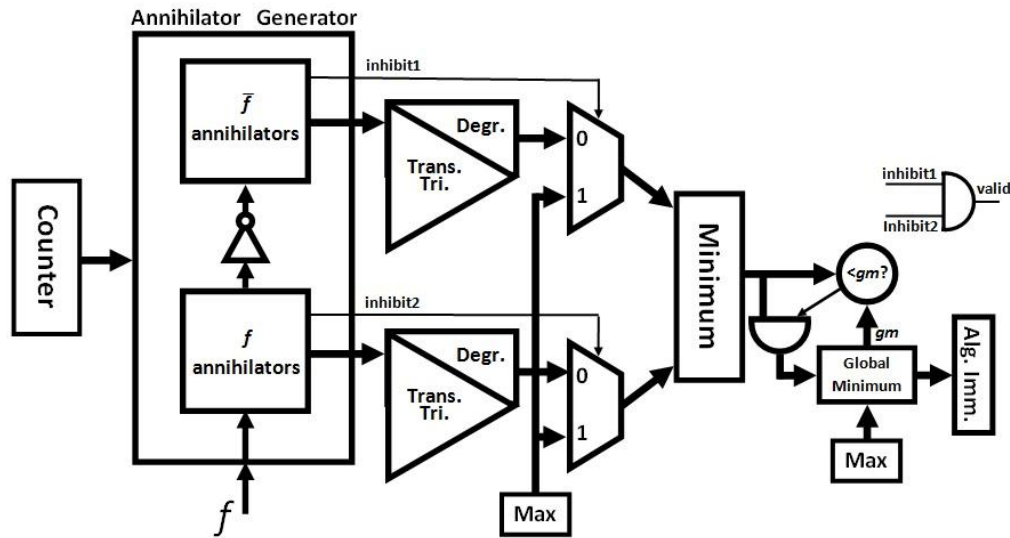 Annihilator Generator
f̅
annihilators
inhibit1
Degr.
Trans.
Tri.
0
1
Counter
Minimum
inhibit1
Inhibit2
valid
<gm?
gm
f
annihilators
inhibit2
Degr.
Trans.
Tri.
0
1
Global
Minimum
Alg. Imm.
Max
Max
f